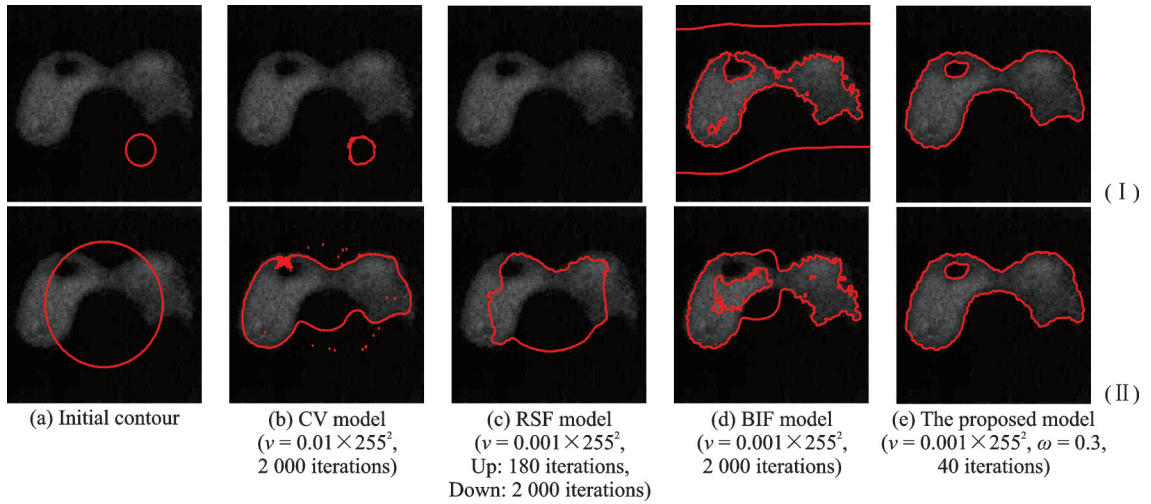 ( Ⅰ )
( Ⅱ )
(a) Initial contour
(b) CV model
(ν = 0.01×255²,
2 000 iterations)
(c) RSF model
(ν = 0.001×255²,
Up: 180 iterations,
Down: 2 000 iterations)
(d) BIF model
(ν = 0.001×255²,
2 000 iterations)
(e) The proposed model
(ν = 0.001×255², ω = 0.3,
40 iterations)